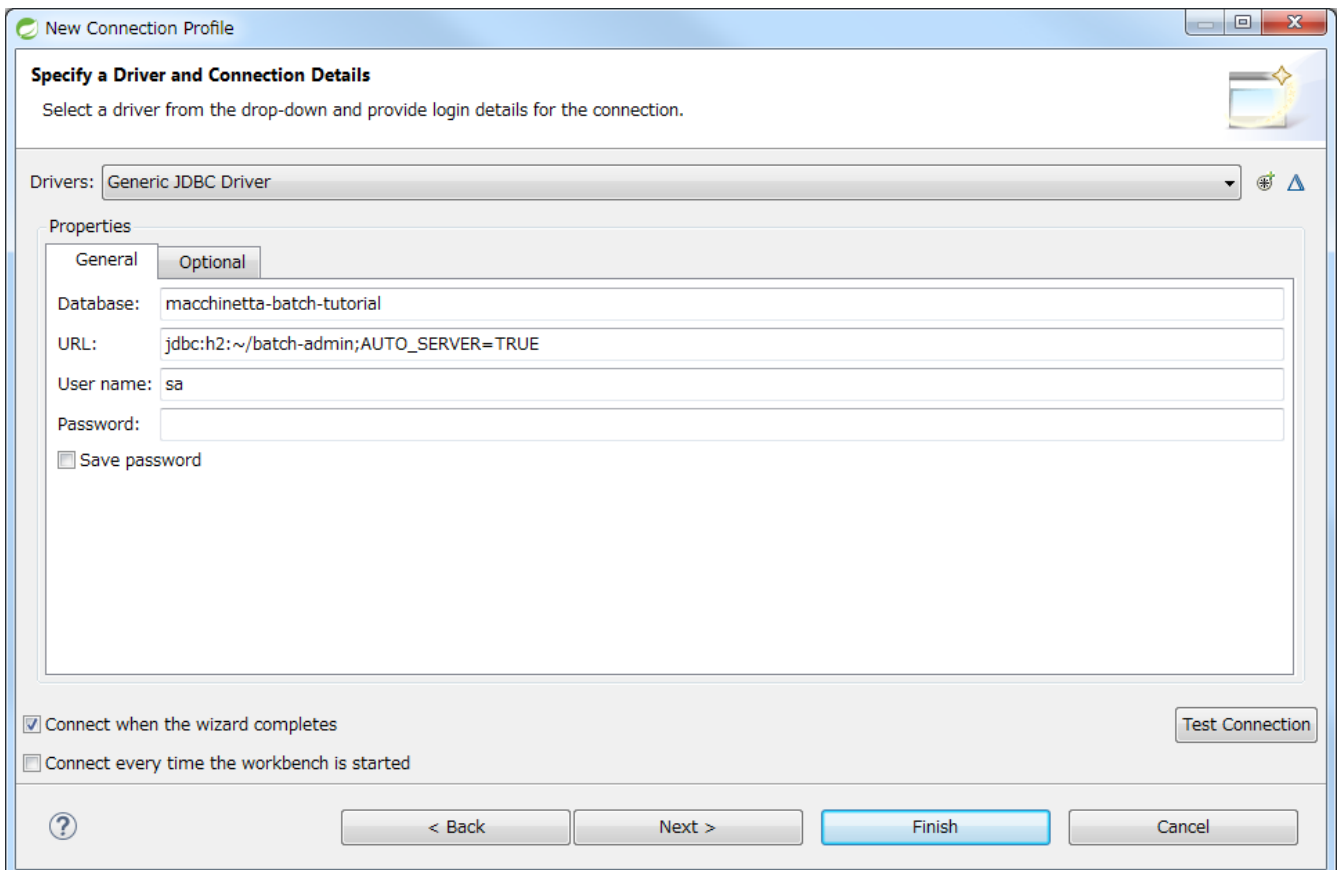 New Connection Profile
Specify a Driver and Connection Details
Select a driver from the drop-down and provide login details for the connection.
Drivers: Generic JDBC Driver
Properties
General Optional
Database: macchinetta-batch-tutorial
URL: jdbc:h2:~/batch-admin;AUTO_SERVER=TRUE
User name: sa
Password:
Save password
Connect when the wizard completes Test Connection
Connect every time the workbench is started
? < Back Next > Finish Cancel